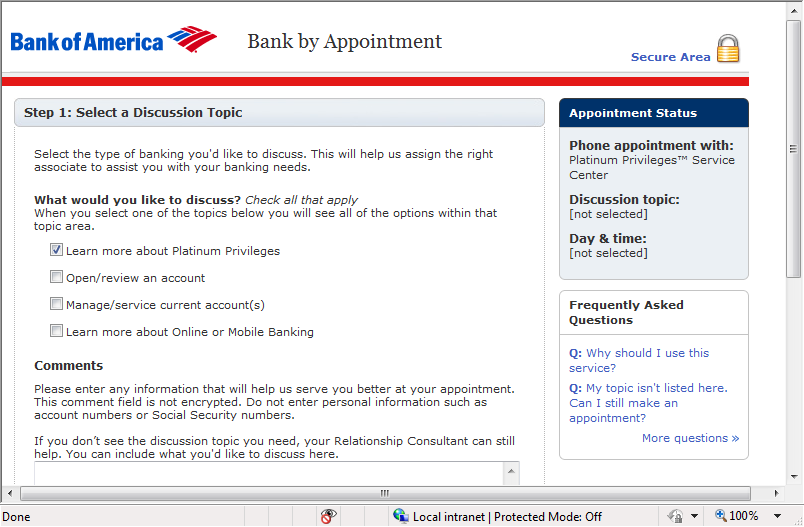 Bank of America
Bank by Appointment
Secure Area
Step 1: Select a Discussion Topic
Select the type of banking you'd like to discuss. This will help us assign the right
associate to assist you with your banking needs.
What would you like to discuss? Check all that apply
When you select one of the topics below you will see all of the options within that
topic area.
Learn more about Platinum Privileges
Open/review an account
Manage/service current account(s)
Learn more about Online or Mobile Banking
Comments
Please enter any information that will help us serve you better at your appointment.
This comment field is not encrypted. Do not enter personal information such as
account numbers or Social Security numbers.
If you don’t see the discussion topic you need, your Relationship Consultant can still
help. You can include what you'd like to discuss here.
Appointment Status
Phone appointment with:
Platinum Privileges™ Service
Center
Discussion topic:
[not selected]
Day & time:
[not selected]
Frequently Asked
Questions
Q: Why should I use this
service?
Q: My topic isn't listed here.
Can I still make an
appointment?
More questions »
Done
Local intranet | Protected Mode: Off
100%